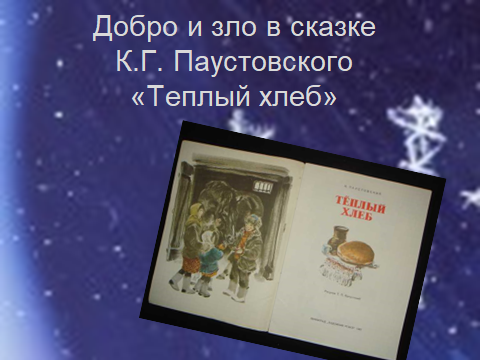 Добро и зло в сказке
К.Г. Паустовского
«Теплый хлеб»
ТЁПЛЫЙ
ХЛЕБ